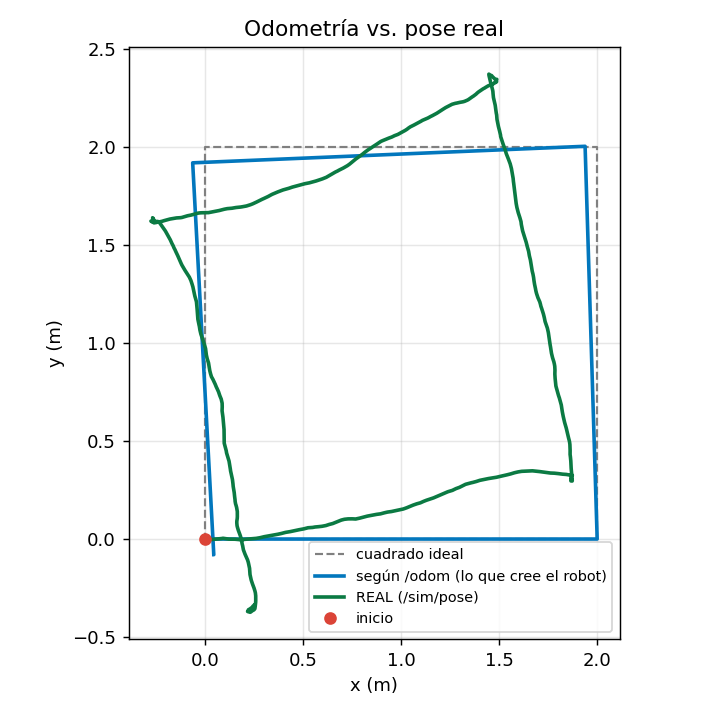 Odometría vs. pose real
2.5
2.0
1.5
1.0
0.5
0.0
−0.5
y (m)
cuadrado ideal
según /odom (lo que cree el robot)
REAL (/sim/pose)
inicio
0.0 0.5 1.0 1.5 2.0
x (m)